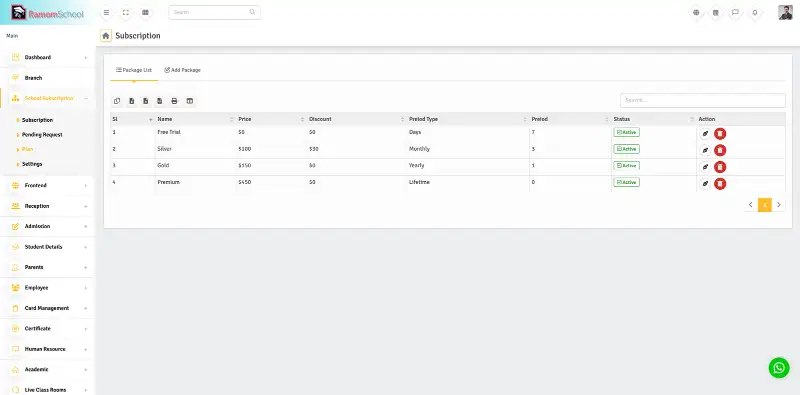 RamomSchool
Search
Main
Subscription
Dashboard
Branch
School Subscription
Subscription
Pending Request
Plan
Settings
Frontend
Reception
Admission
Student Details
Parents
Employee
Card Management
Certificate
Human Resource
Academic
Live Class Rooms
Package List
Add Package
Search...
Sl Name Price Discount Preiod Type Preiod Status Action
1 Free Trial $0 $0 Days 7 Active
2 Silver $100 $30 Monthly 3 Active
3 Gold $150 $0 Yearly 1 Active
4 Premium $450 $0 Lifetime 0 Active
1